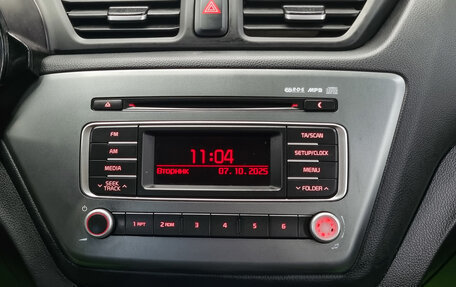 RDS MP3
FM
TA/SCAN
11:04
AM
SETUP/CLOCK
MEDIA
Вторник 07.10.2025
MENU
SEEK
TRACK
FOLDER
1 RPT 2 RDM 3 4 5 6